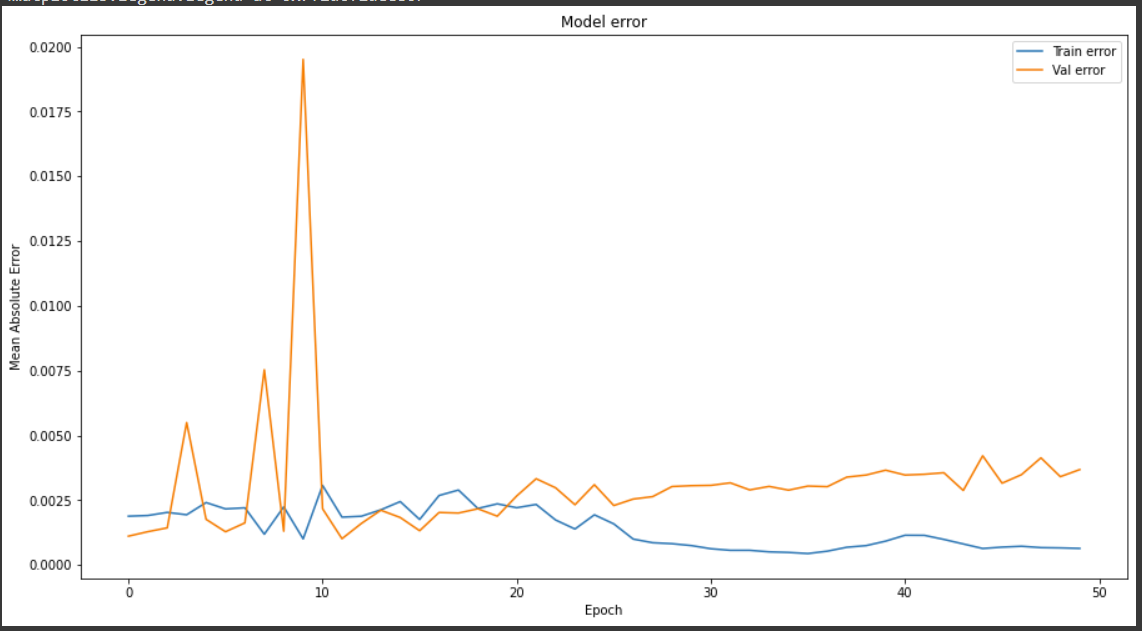 Model error
Train error
Val error
Mean Absolute Error
0.0200
0.0175
0.0150
0.0125
0.0100
0.0075
0.0050
0.0025
0.0000
0 10 20 30 40 50
Epoch